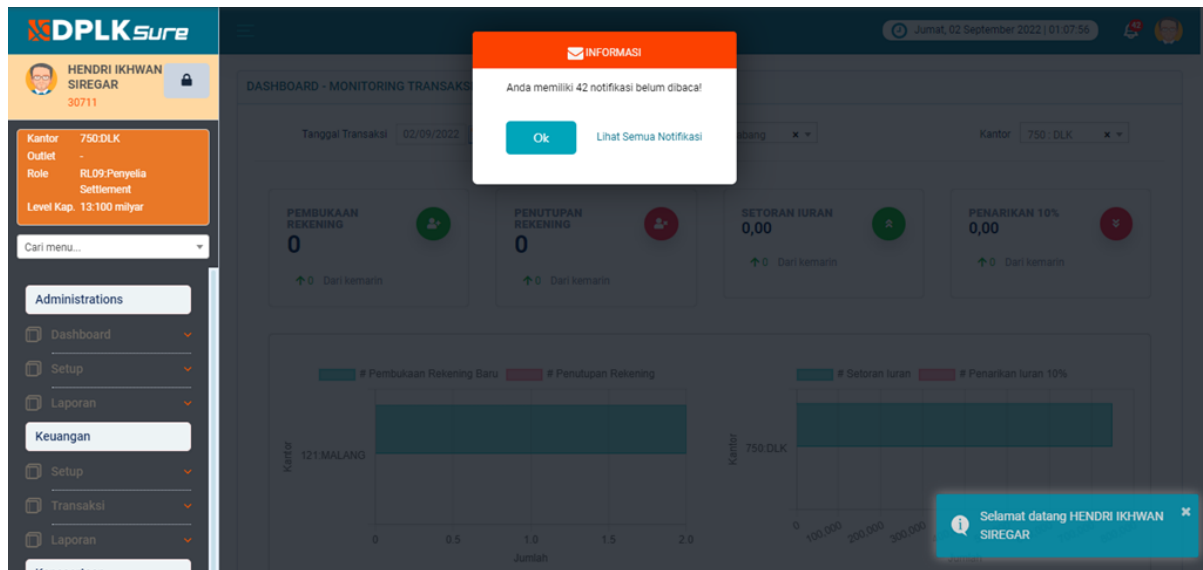 DPLKSure
HENDRI IKHWAN
SIREGAR
30711
Kantor 750:DLK
Outlet -
Role RL09:Penyelia
Settlement
Level Kap. 13:100 milyar
Cari menu...
Administrations
Dashboard
Setup
Laporan
Keuangan
Setup
Transaksi
Laporan
Jumat, 02 September 2022 | 01:07:56
42
INFORMASI
Anda memiliki 42 notifikasi belum dibaca!
Ok Lihat Semua Notifikasi
DASHBOARD - MONITORING TRANSAKS
Tanggal Transaksi 02/09/2022
abang
Kantor 750 : DLK
PEMBUKAAN
REKENING
0
0 Dari kemarin
PENUTUPAN
REKENING
0
0 Dari kemarin
SETORAN IURAN
0,00
0 Dari kemarin
PENARIKAN 10%
0,00
0 Dari kemarin
# Pembukaan Rekening Baru # Penutupan Rekening
Kantor
121:MALANG
0 0.5 1.0 1.5 2.0
Jumlah
# Setoran Iuran # Penarikan Iuran 10%
Kantor
750:DLK
0 100,000 200,000 300,000
Selamat datang HENDRI IKHWAN
SIREGAR